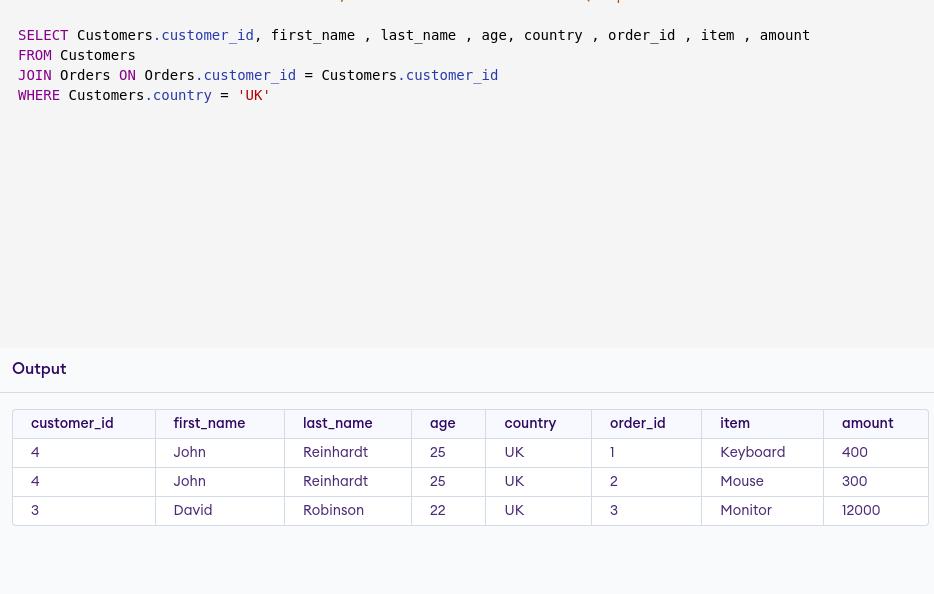 SELECT Customers.customer_id, first_name , last_name , age, country , order_id , item , amount
FROM Customers
JOIN Orders ON Orders.customer_id = Customers.customer_id
WHERE Customers.country = 'UK'
Output
customer_id first_name last_name age country order_id item amount
4 John Reinhardt 25 UK 1 Keyboard 400
4 John Reinhardt 25 UK 2 Mouse 300
3 David Robinson 22 UK 3 Monitor 12000